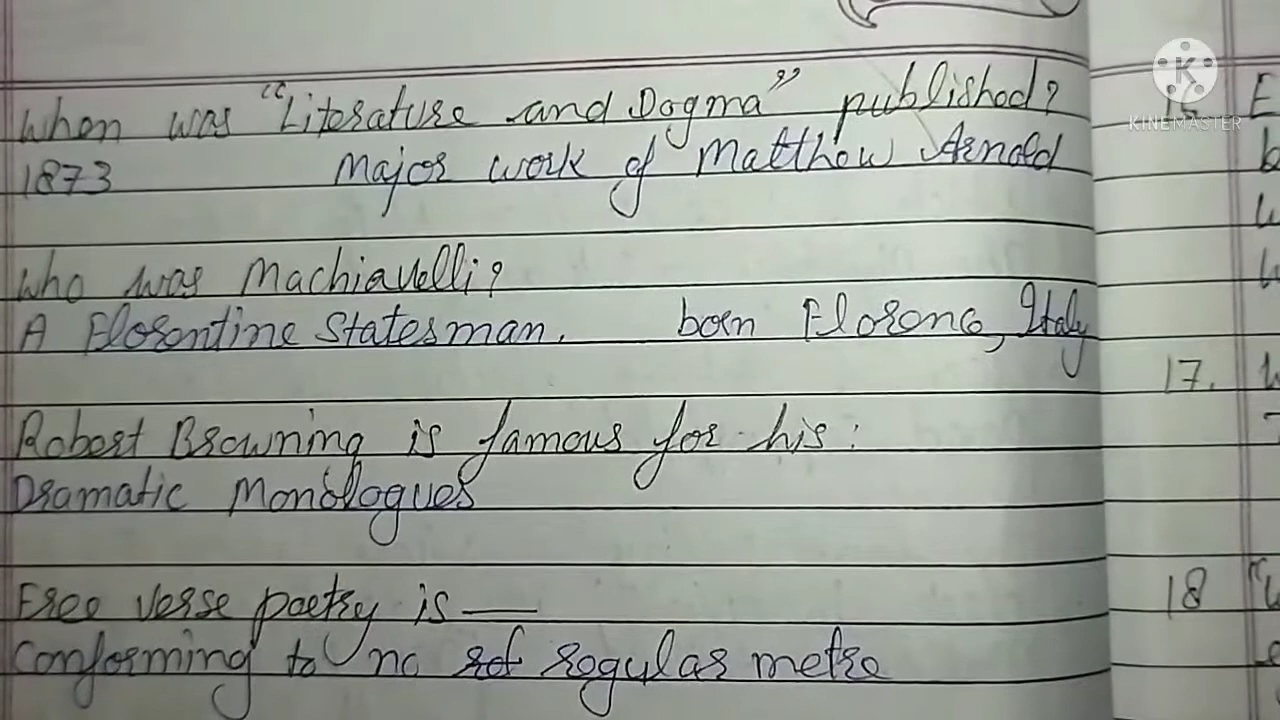 When was "Literature and Dogma" published?
1873 Major work of Matthew Arnold
Who was Machiavelli?
A Florentine Statesman. born Florence, Italy
Robert Browning is famous for his:
Dramatic Monologues
Free verse poetry is —
Conforming to no set regular metre
17.
18
KINEMASTER